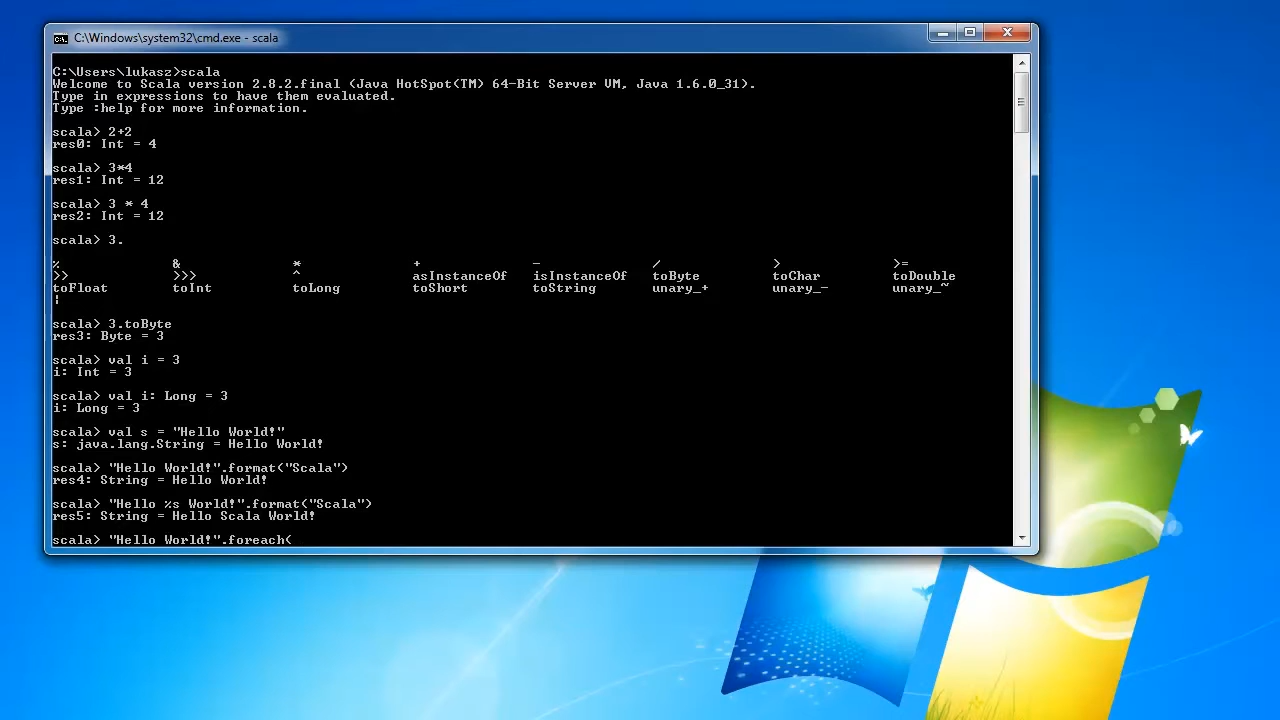 C:\Windows\system32\cmd.exe - scala
C:\Users\lukasz>scala
Welcome to Scala version 2.8.2.final (Java HotSpot(TM) 64-Bit Server VM, Java 1.6.0_31).
Type in expressions to have them evaluated.
Type :help for more information.
scala> 2+2
res0: Int = 4
scala> 3*4
res1: Int = 12
scala> 3 * 4
res2: Int = 12
scala> 3.
% & * + - / > >=
>> >>> ^ asInstanceOf isInstanceOf toByte toChar toDouble
toFloat toInt toLong toShort toString unary_+ unary_- unary_~
scala> 3.toByte
res3: Byte = 3
scala> val i = 3
i: Int = 3
scala> val i: Long = 3
i: Long = 3
scala> val s = "Hello World!"
s: java.lang.String = Hello World!
scala> "Hello World!".format("Scala")
res4: String = Hello World!
scala> "Hello %s World!".format("Scala")
res5: String = Hello Scala World!
scala> "Hello World!".foreach(